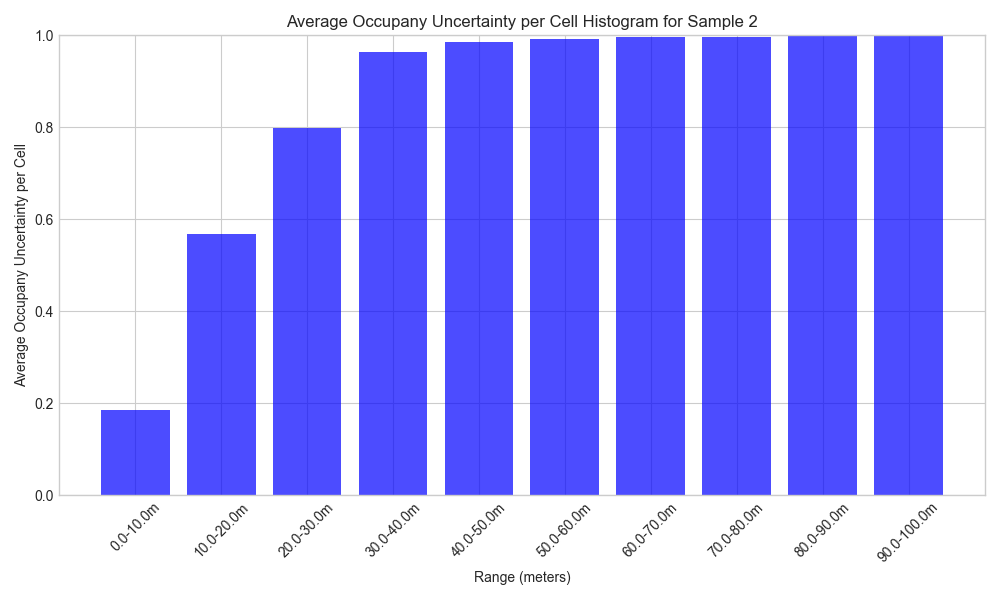 Average Occupany Uncertainty per Cell Histogram for Sample 2
Average Occupany Uncertainty per Cell
1.0
0.8
0.6
0.4
0.2
0.0
0.0-10.0m
10.0-20.0m
20.0-30.0m
30.0-40.0m
40.0-50.0m
50.0-60.0m
60.0-70.0m
70.0-80.0m
80.0-90.0m
90.0-100.0m
Range (meters)